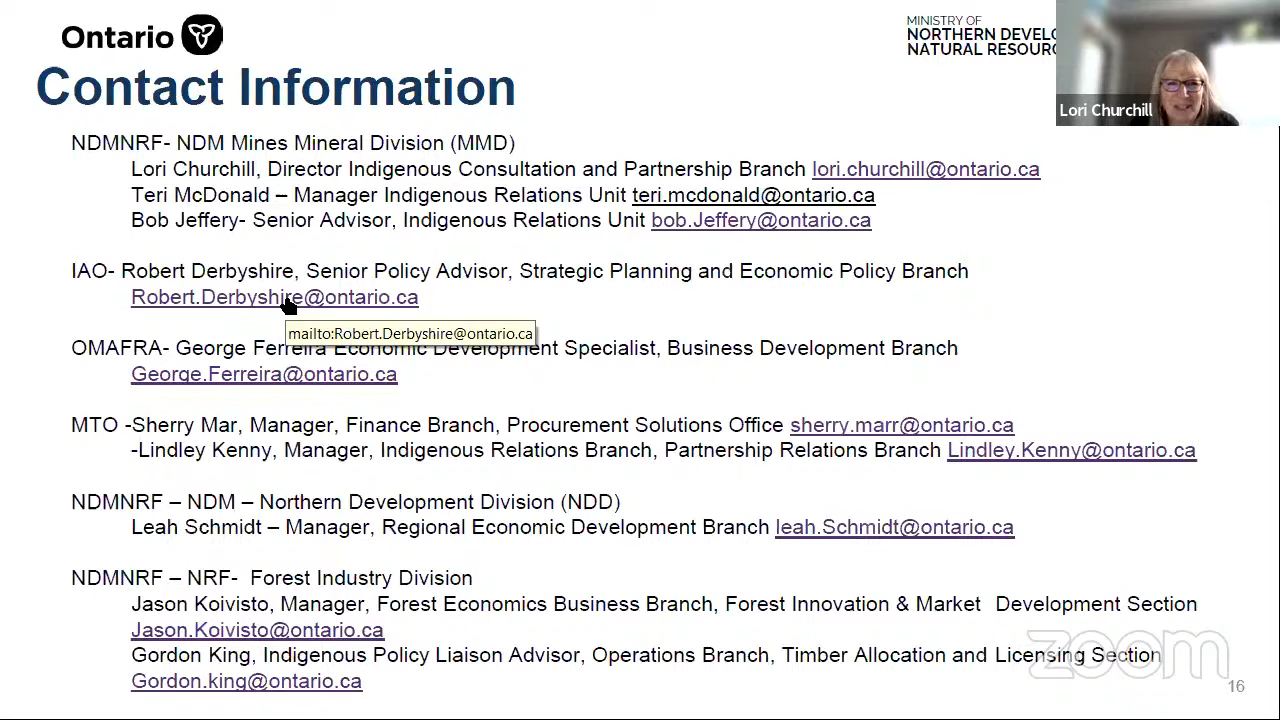 Ontario
MINISTRY OF
NORTHERN DEVELO
NATURAL RESOURC
Lori Churchill
Contact Information
NDMNRF- NDM Mines Mineral Division (MMD)
Lori Churchill, Director Indigenous Consultation and Partnership Branch lori.churchill@ontario.ca
Teri McDonald – Manager Indigenous Relations Unit teri.mcdonald@ontario.ca
Bob Jeffery- Senior Advisor, Indigenous Relations Unit bob.Jeffery@ontario.ca
IAO- Robert Derbyshire, Senior Policy Advisor, Strategic Planning and Economic Policy Branch
Robert.Derbyshire@ontario.ca
mailto:Robert.Derbyshire@ontario.ca
OMAFRA- George Ferreira Economic Development Specialist, Business Development Branch
George.Ferreira@ontario.ca
MTO -Sherry Mar, Manager, Finance Branch, Procurement Solutions Office sherry.marr@ontario.ca
-Lindley Kenny, Manager, Indigenous Relations Branch, Partnership Relations Branch Lindley.Kenny@ontario.ca
NDMNRF – NDM – Northern Development Division (NDD)
Leah Schmidt – Manager, Regional Economic Development Branch leah.Schmidt@ontario.ca
NDMNRF – NRF- Forest Industry Division
Jason Koivisto, Manager, Forest Economics Business Branch, Forest Innovation & Market Development Section
Jason.Koivisto@ontario.ca
Gordon King, Indigenous Policy Liaison Advisor, Operations Branch, Timber Allocation and Licensing Section
Gordon.king@ontario.ca
zoom
16